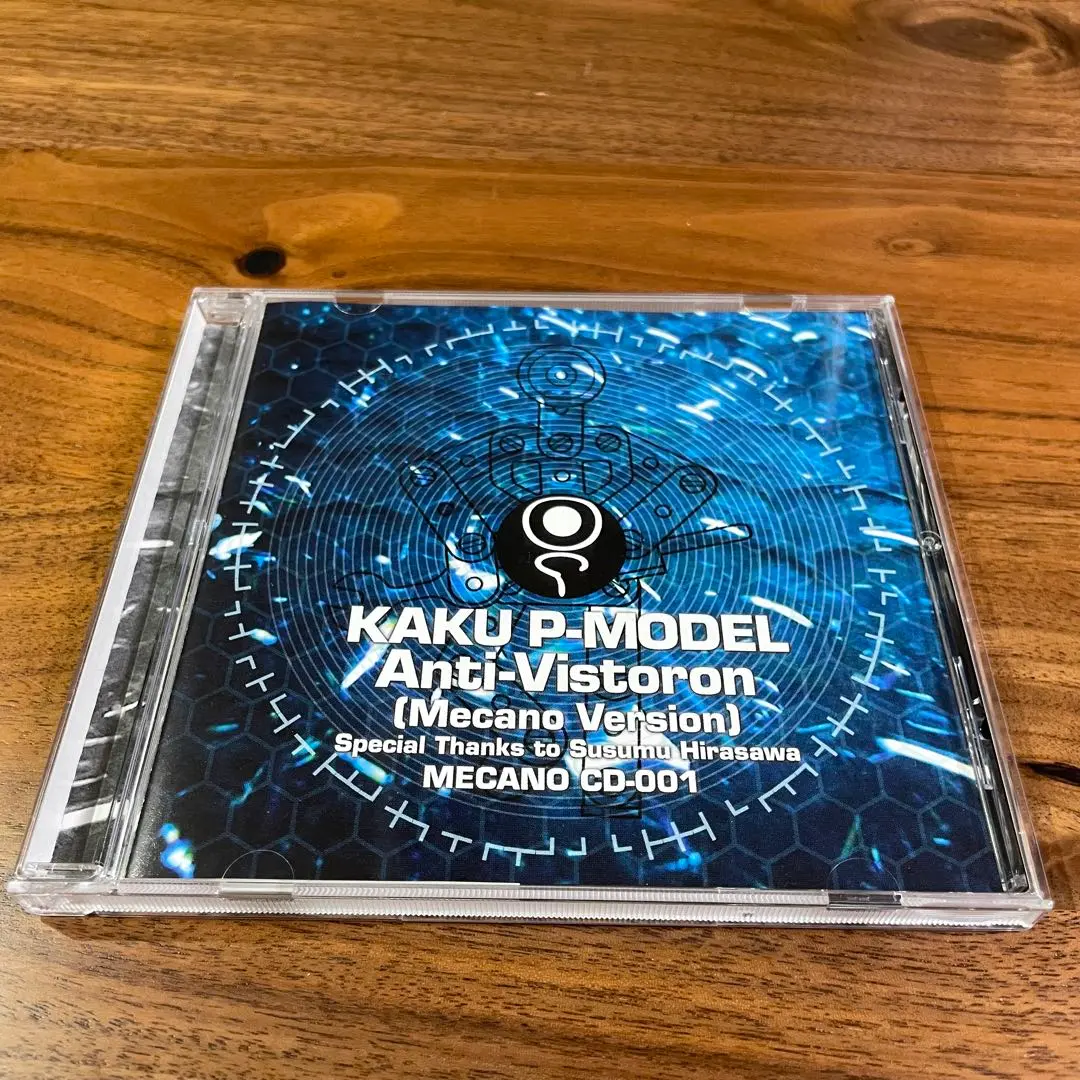 KAKU P-MODEL
Anti-Vistoron
(Mecano Version)
Special Thanks to Susumu Hirasawa
MECANO CD-001